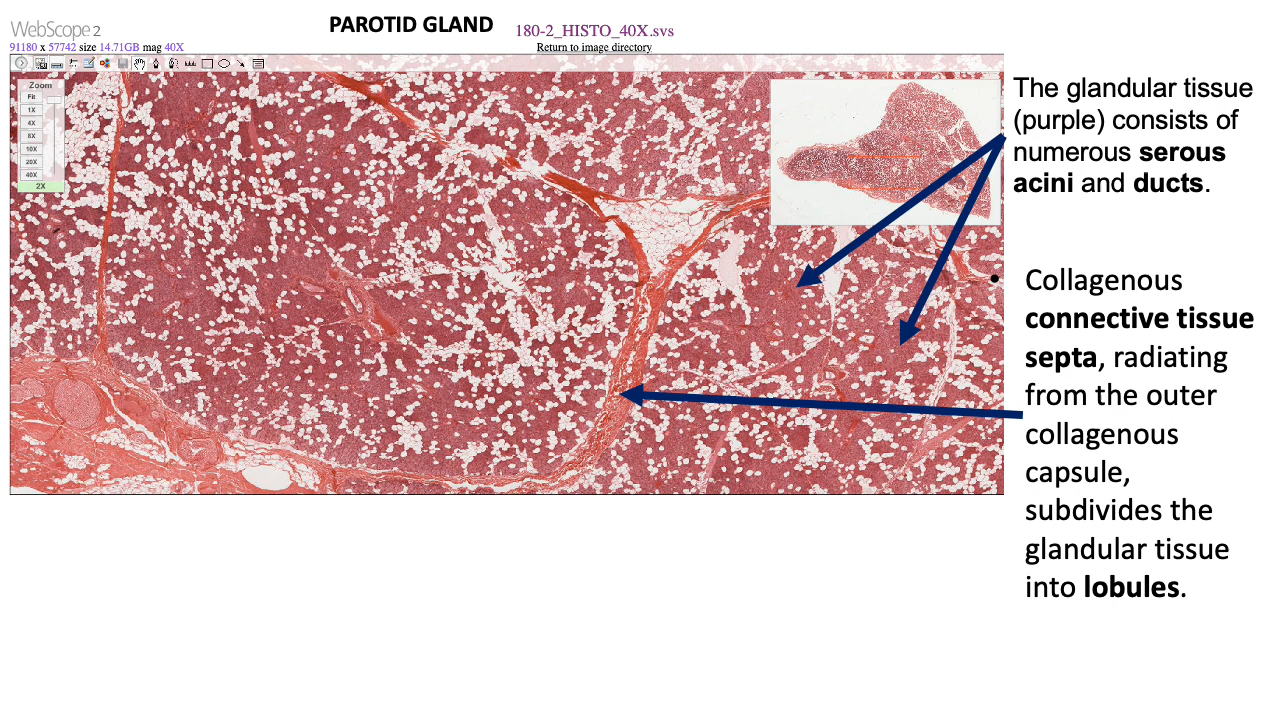 WebScope 2
PAROTID GLAND
180-2_HISTO_40X.svs
91180 x 57742 size 14.71GB mag 40X
Return to image directory
Zoom
Fit
1X
4X
8X
10X
20X
40X
2X
The glandular tissue
(purple) consists of
numerous serous
acini and ducts.
• Collagenous
connective tissue
septa, radiating
from the outer
collagenous
capsule,
subdivides the
glandular tissue
into lobules.